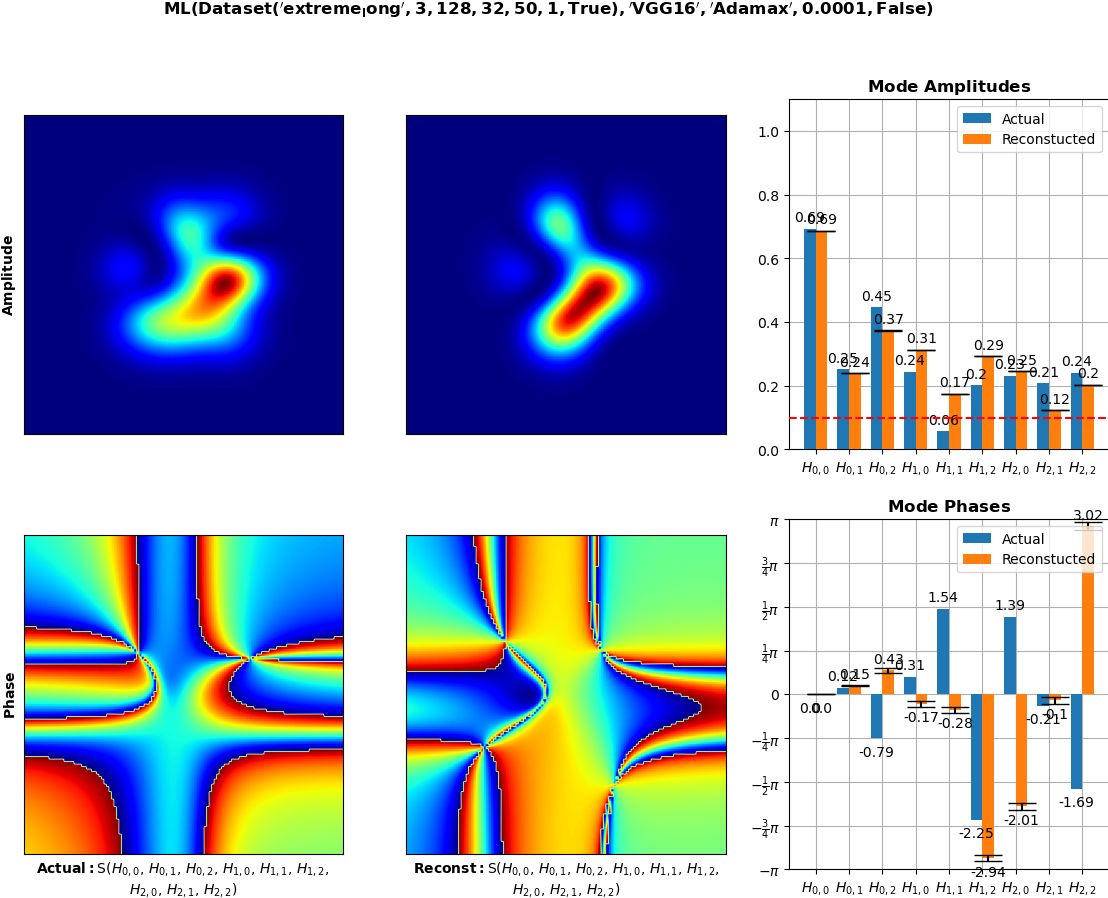 ML(Dataset('extreme_long', 3, 128, 32, 50, 1, True), 'VGG16', 'Adamax', 0.0001, False)
Amplitude
Mode Amplitudes
Actual
Reconstucted
1.0
0.8
0.6
0.4
0.2
0.0
0.69
0.69
0.25
0.24
0.45
0.37
0.24
0.31
0.06
0.17
0.2
0.29
0.23
0.25
0.21
0.12
0.24
0.2
H0,0 H0,1 H0,2 H1,0 H1,1 H1,2 H2,0 H2,1 H2,2
Phase
Mode Phases
Actual
Reconstucted
π
3/4π
1/2π
1/4π
0
−1/4π
−1/2π
−3/4π
−π
0.0
0.0
0.12
0.15
-0.79
0.43
0.31
-0.17
1.54
-0.28
-2.25
-2.94
1.39
-2.01
-0.21
-0.1
-1.69
3.02
H0,0 H0,1 H0,2 H1,0 H1,1 H1,2 H2,0 H2,1 H2,2
Actual: S(H0,0, H0,1, H0,2, H1,0, H1,1, H1,2,
H2,0, H2,1, H2,2)
Reconst: S(H0,0, H0,1, H0,2, H1,0, H1,1, H1,2,
H2,0, H2,1, H2,2)